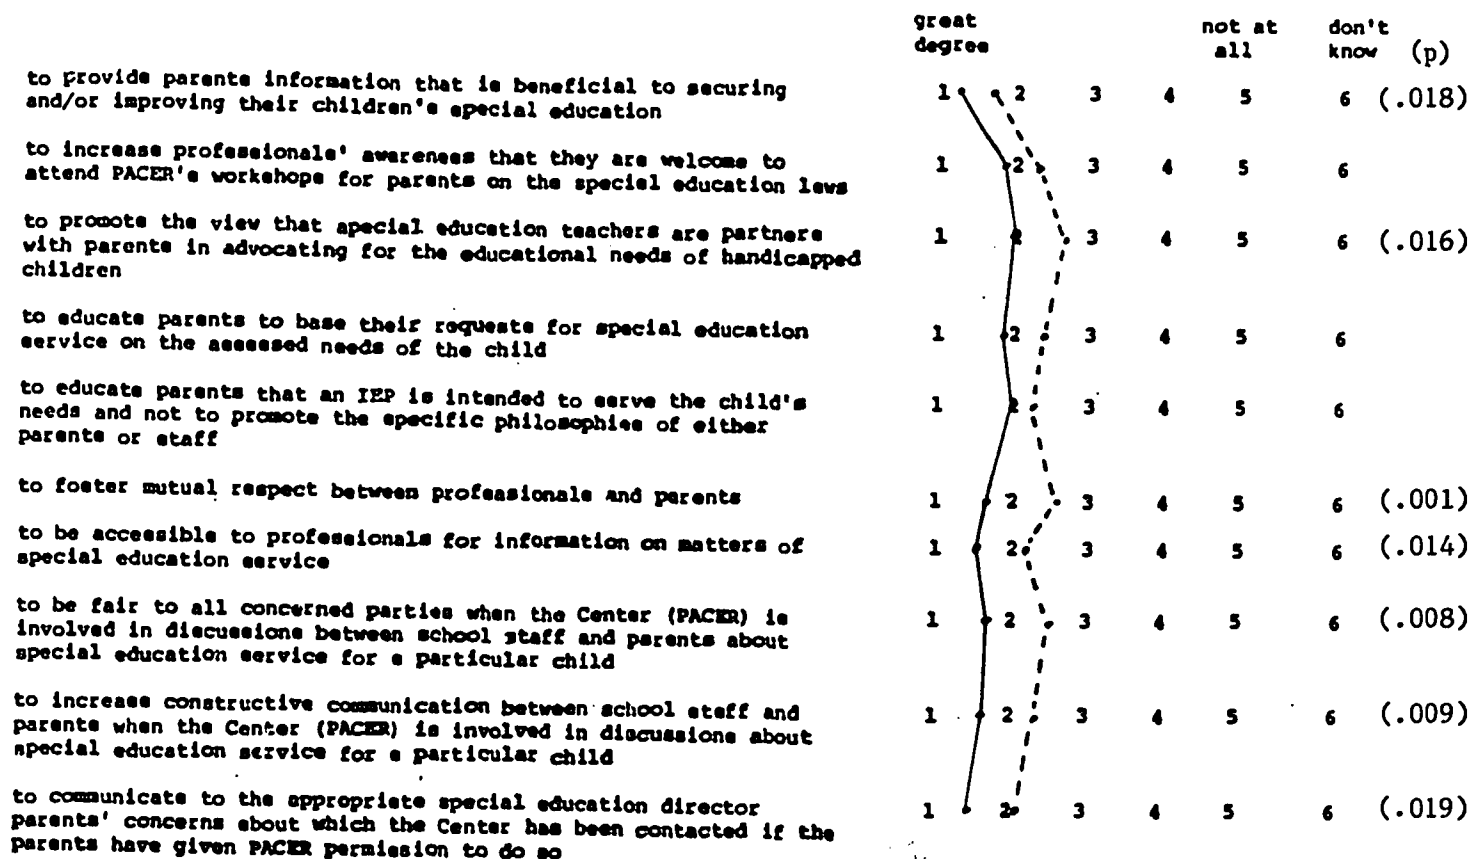 great not at don't
degree all know (p)
to provide parents information that is beneficial to securing
and/or improving their children's special education
1 2 3 4 5 6 (.018)
to increase professionals' awareness that they are welcome to
attend PACER's workshops for parents on the special education laws
1 2 3 4 5 6
to promote the view that special education teachers are partners
with parents in advocating for the educational needs of handicapped
children
1 2 3 4 5 6 (.016)
to educate parents to base their requests for special education
service on the assessed needs of the child
1 2 3 4 5 6
to educate parents that an IEP is intended to serve the child's
needs and not to promote the specific philosophies of either
parents or staff
1 2 3 4 5 6
to foster mutual respect between professionals and parents
1 2 3 4 5 6 (.001)
to be accessible to professionals for information on matters of
special education service
1 2 3 4 5 6 (.014)
to be fair to all concerned parties when the Center (PACER) is
involved in discussions between school staff and parents about
special education service for a particular child
1 2 3 4 5 6 (.008)
to increase constructive communication between school staff and
parents when the Center (PACER) is involved in discussions about
special education service for a particular child
1 2 3 4 5 6 (.009)
to communicate to the appropriate special education director
parents' concerns about which the Center has been contacted if the
parents have given PACER permission to do so
1 2 3 4 5 6 (.019)